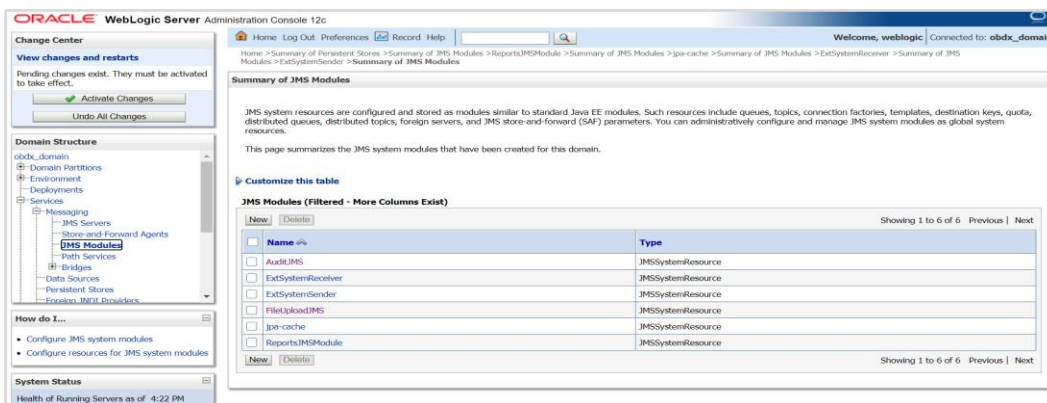 ORACLE WebLogic Server Administration Console 12c
Change Center
View changes and restarts
Pending changes exist. They must be activated
to take effect.
Activate Changes
Undo All Changes
Domain Structure
obdx_domain
Domain Partitions
Environment
Deployments
Services
Messaging
JMS Servers
Store-and-Forward Agents
JMS Modules
Path Services
Bridges
Data Sources
Persistent Stores
Foreign JNDI Providers
How do I...
Configure JMS system modules
Configure resources for JMS system modules
System Status
Health of Running Servers as of 4:22 PM
Home Log Out Preferences Record Help
Welcome, weblogic Connected to: obdx_domai
Home >Summary of Persistent Stores >Summary of JMS Modules >ReportsJMSModule >Summary of JMS Modules >jpa-cache >Summary of JMS Modules >ExtSystemReceiver >Summary of JMS
Modules >ExtSystemSender >Summary of JMS Modules
Summary of JMS Modules
JMS system resources are configured and stored as modules similar to standard Java EE modules. Such resources include queues, topics, connection factories, templates, destination keys, quota,
distributed queues, distributed topics, foreign servers, and JMS store-and-forward (SAF) parameters. You can administratively configure and manage JMS system modules as global system
resources.
This page summarizes the JMS system modules that have been created for this domain.
Customize this table
JMS Modules (Filtered - More Columns Exist)
New Delete Showing 1 to 6 of 6 Previous | Next
Name Type
AuditJMS JMSSystemResource
ExtSystemReceiver JMSSystemResource
ExtSystemSender JMSSystemResource
FileUploadJMS JMSSystemResource
jpa-cache JMSSystemResource
ReportsJMSModule JMSSystemResource
New Delete Showing 1 to 6 of 6 Previous | Next